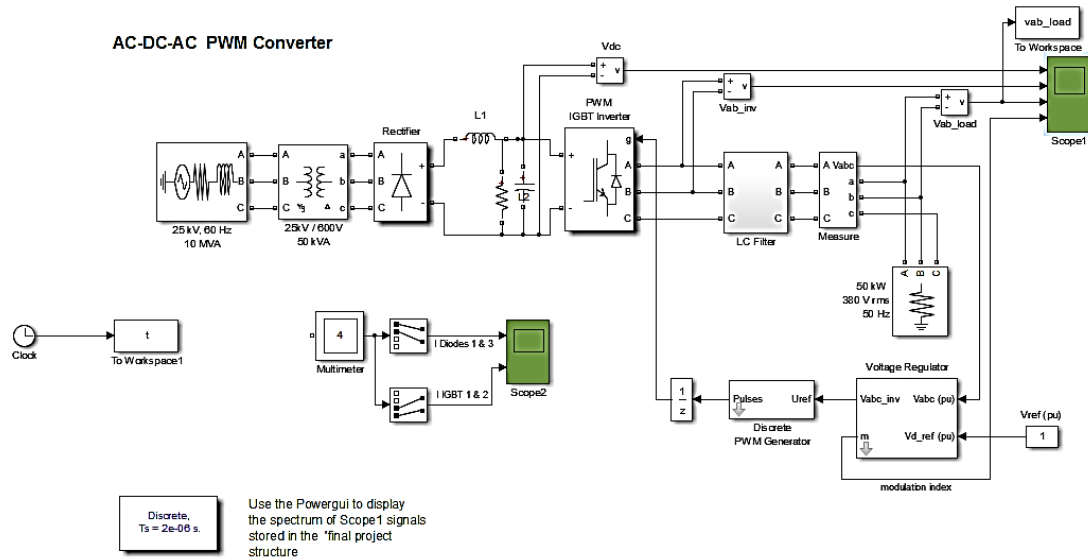 AC-DC-AC PWM Converter
vab_load
To Workspace
Vdc
+
-
v
+
-
v
Vab_inv
+
-
v
Vab_load
Scope1
L1
PWM
IGBT Inverter
Rectifier
A
B
C
25kV, 60 Hz
10 MVA
A
B
C
a
b
c
Yg
Δ
25kV / 600V
50 kVA
A
B
C
+
-
+
L2
g
+
-
A
B
C
A
B
C
A
B
C
LC Filter
A
B
C
Vabc
a
b
c
Measure
A
B
C
50 kW
380 V rms
50 Hz
Clock
t
To Workspace1
4
Multimeter
I Diodes 1 & 3
I IGBT 1 & 2
Scope2
1
z
Pulses
Uref
Discrete
PWM Generator
Voltage Regulator
Vabc_inv
Vabc (pu)
m
Vd_ref (pu)
modulation index
Vref (pu)
1
Discrete,
Ts = 2e-06 s.
Use the Powergui to display
the spectrum of Scope1 signals
stored in the "final project
structure